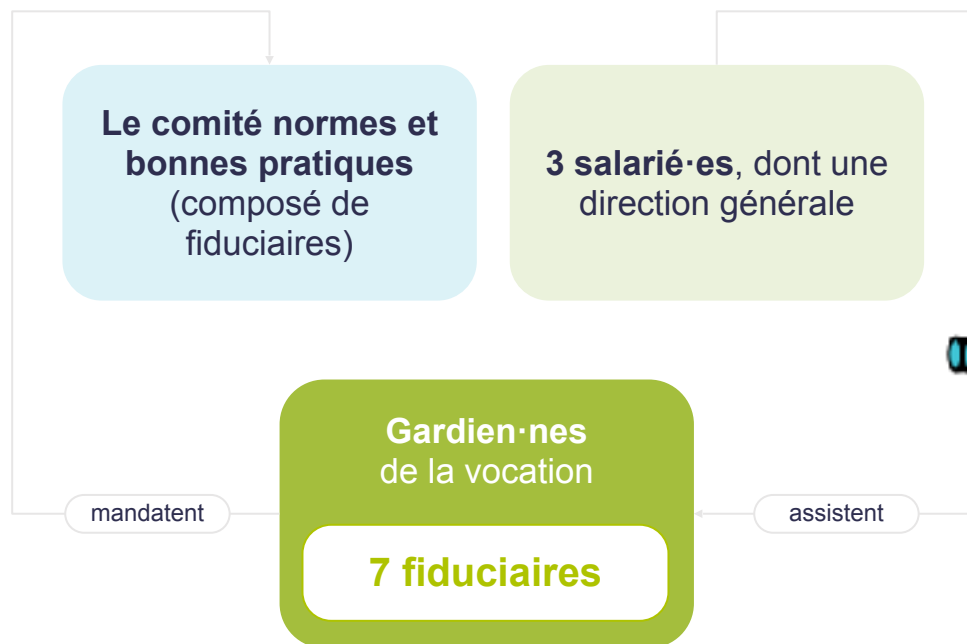 Le comité normes et
bonnes pratiques
(composé de
fiduciaires)
3 salarié·es, dont une
direction générale
Gardien·nes
de la vocation
mandatent
assistent
7 fiduciaires